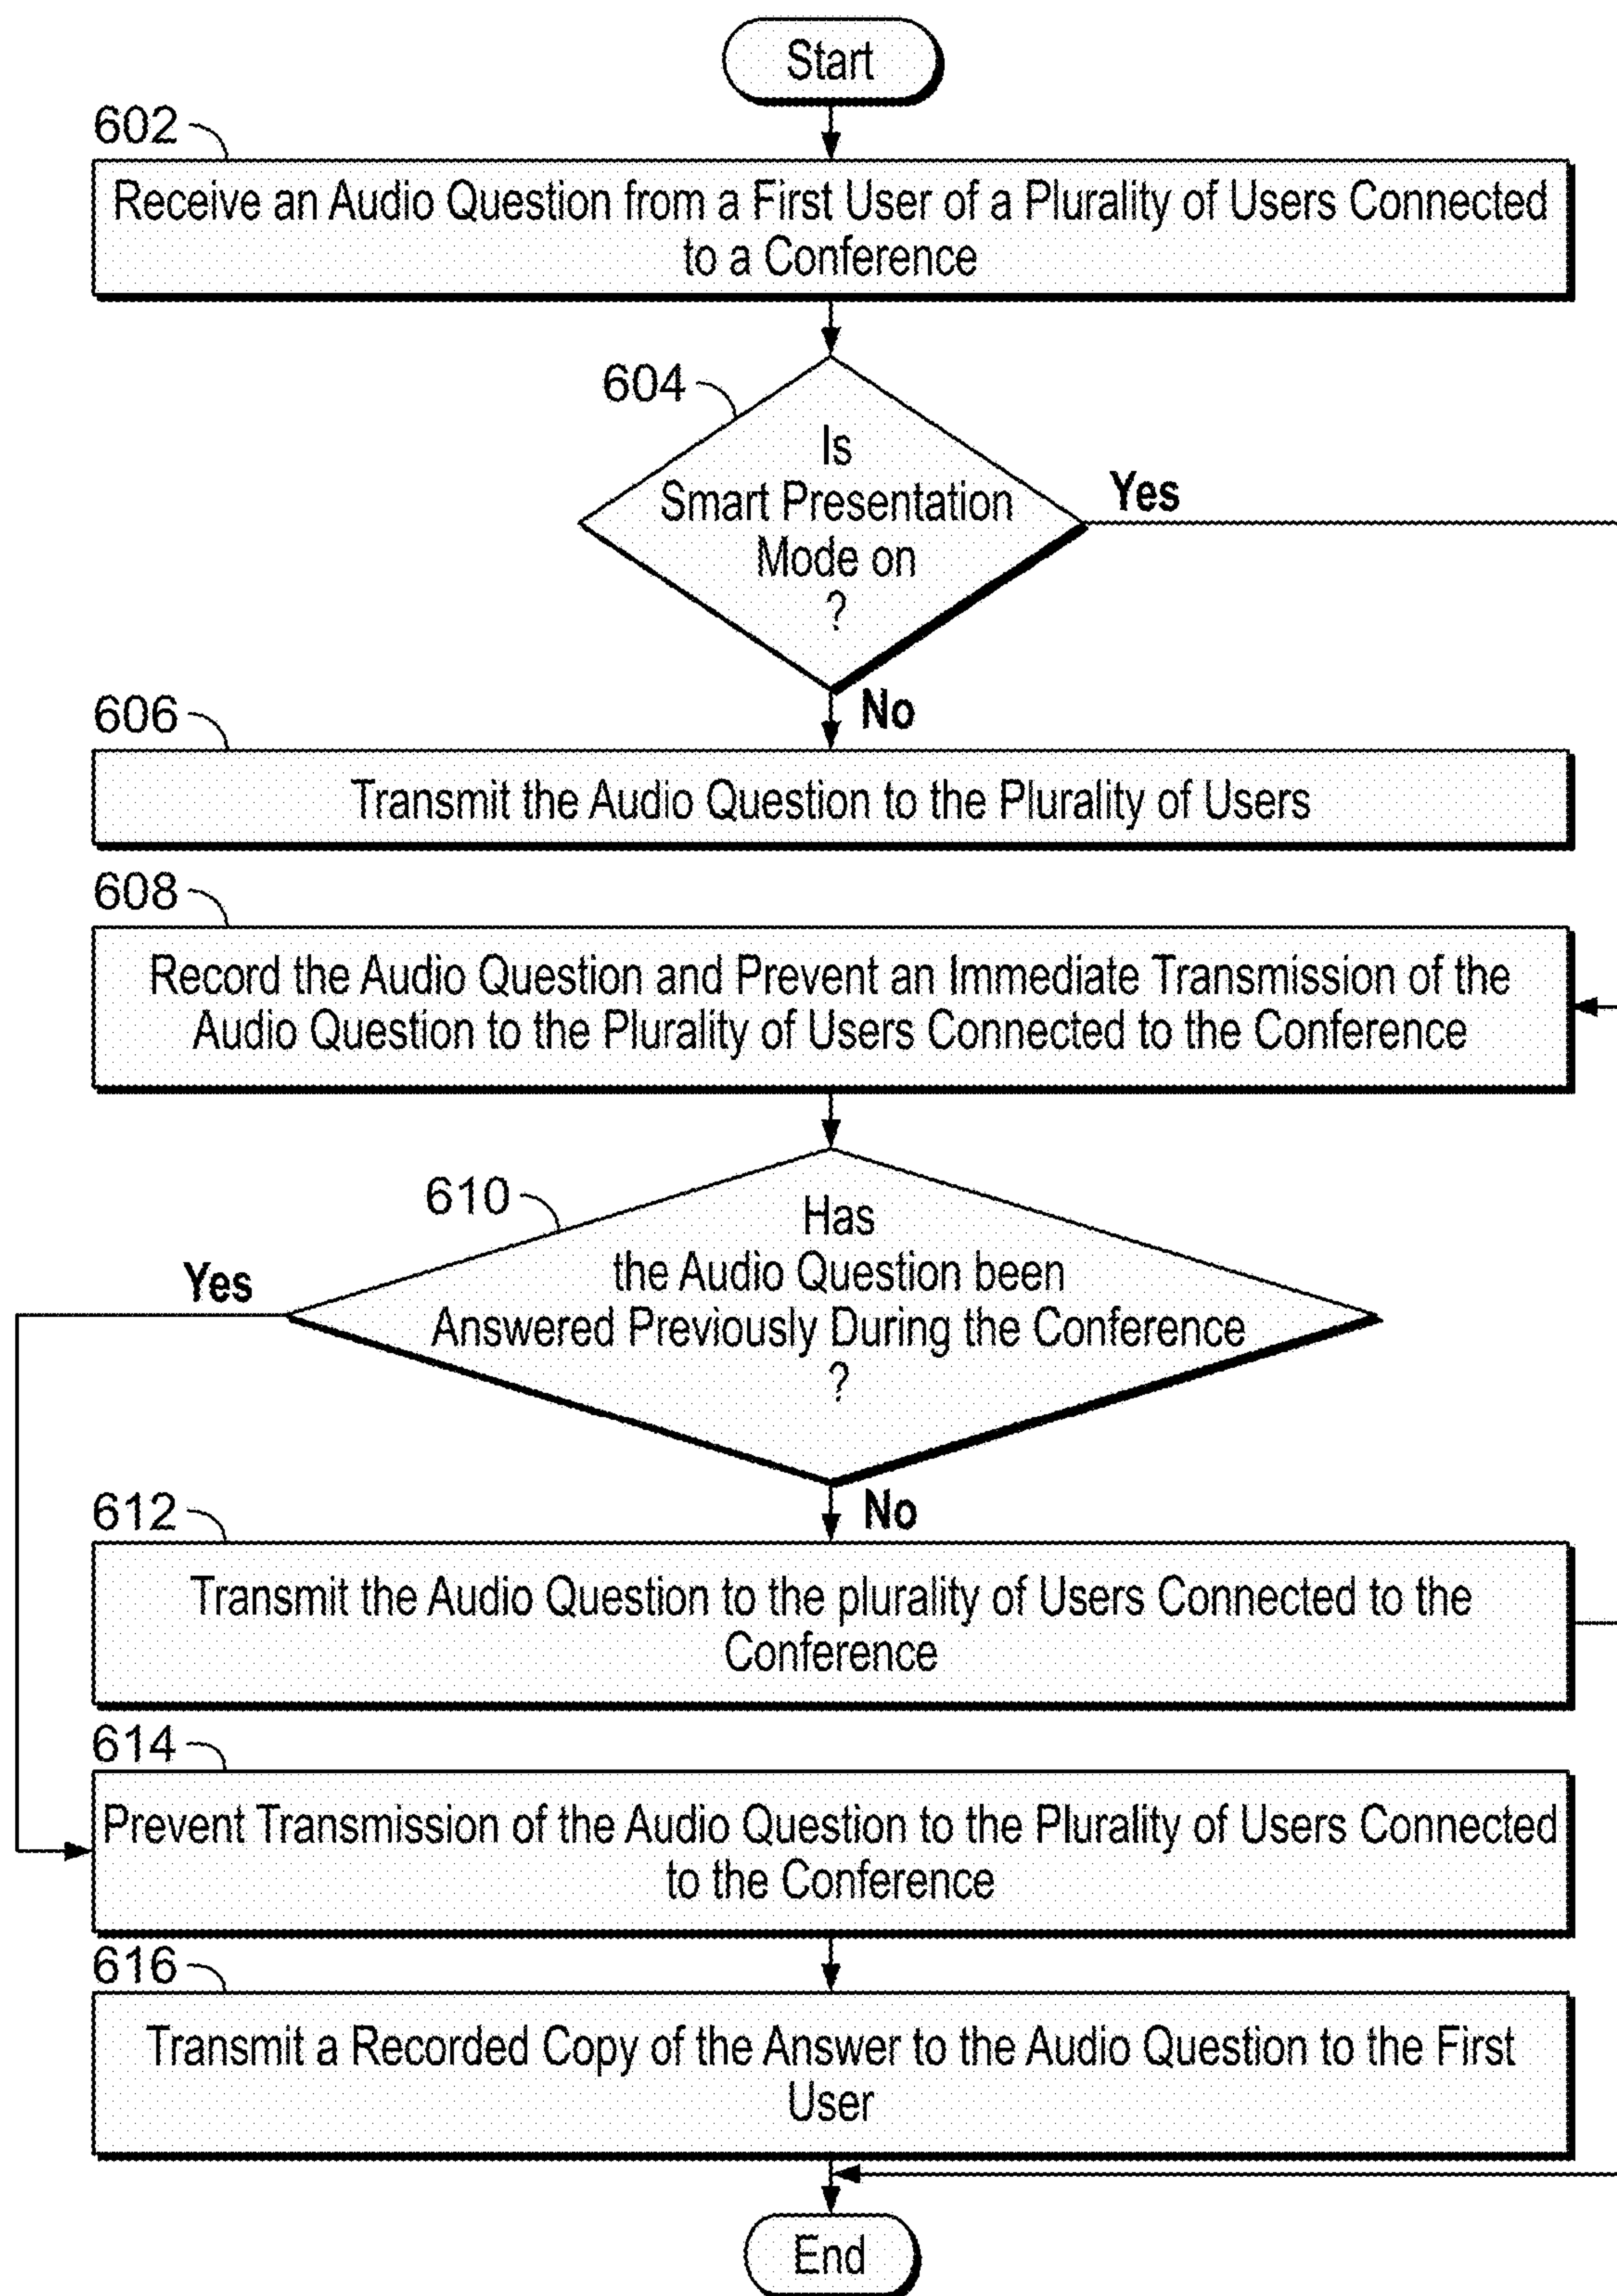 Start
602
Receive an Audio Question from a First User of a Plurality of Users Connected
to a Conference
604
Is
Smart Presentation
Mode on
?
Yes
No
606
Transmit the Audio Question to the Plurality of Users
608
Record the Audio Question and Prevent an Immediate Transmission of the
Audio Question to the Plurality of Users Connected to the Conference
610
Has
the Audio Question been
Answered Previously During the Conference
?
Yes
No
612
Transmit the Audio Question to the plurality of Users Connected to the
Conference
614
Prevent Transmission of the Audio Question to the Plurality of Users Connected
to the Conference
616
Transmit a Recorded Copy of the Answer to the Audio Question to the First
User
End